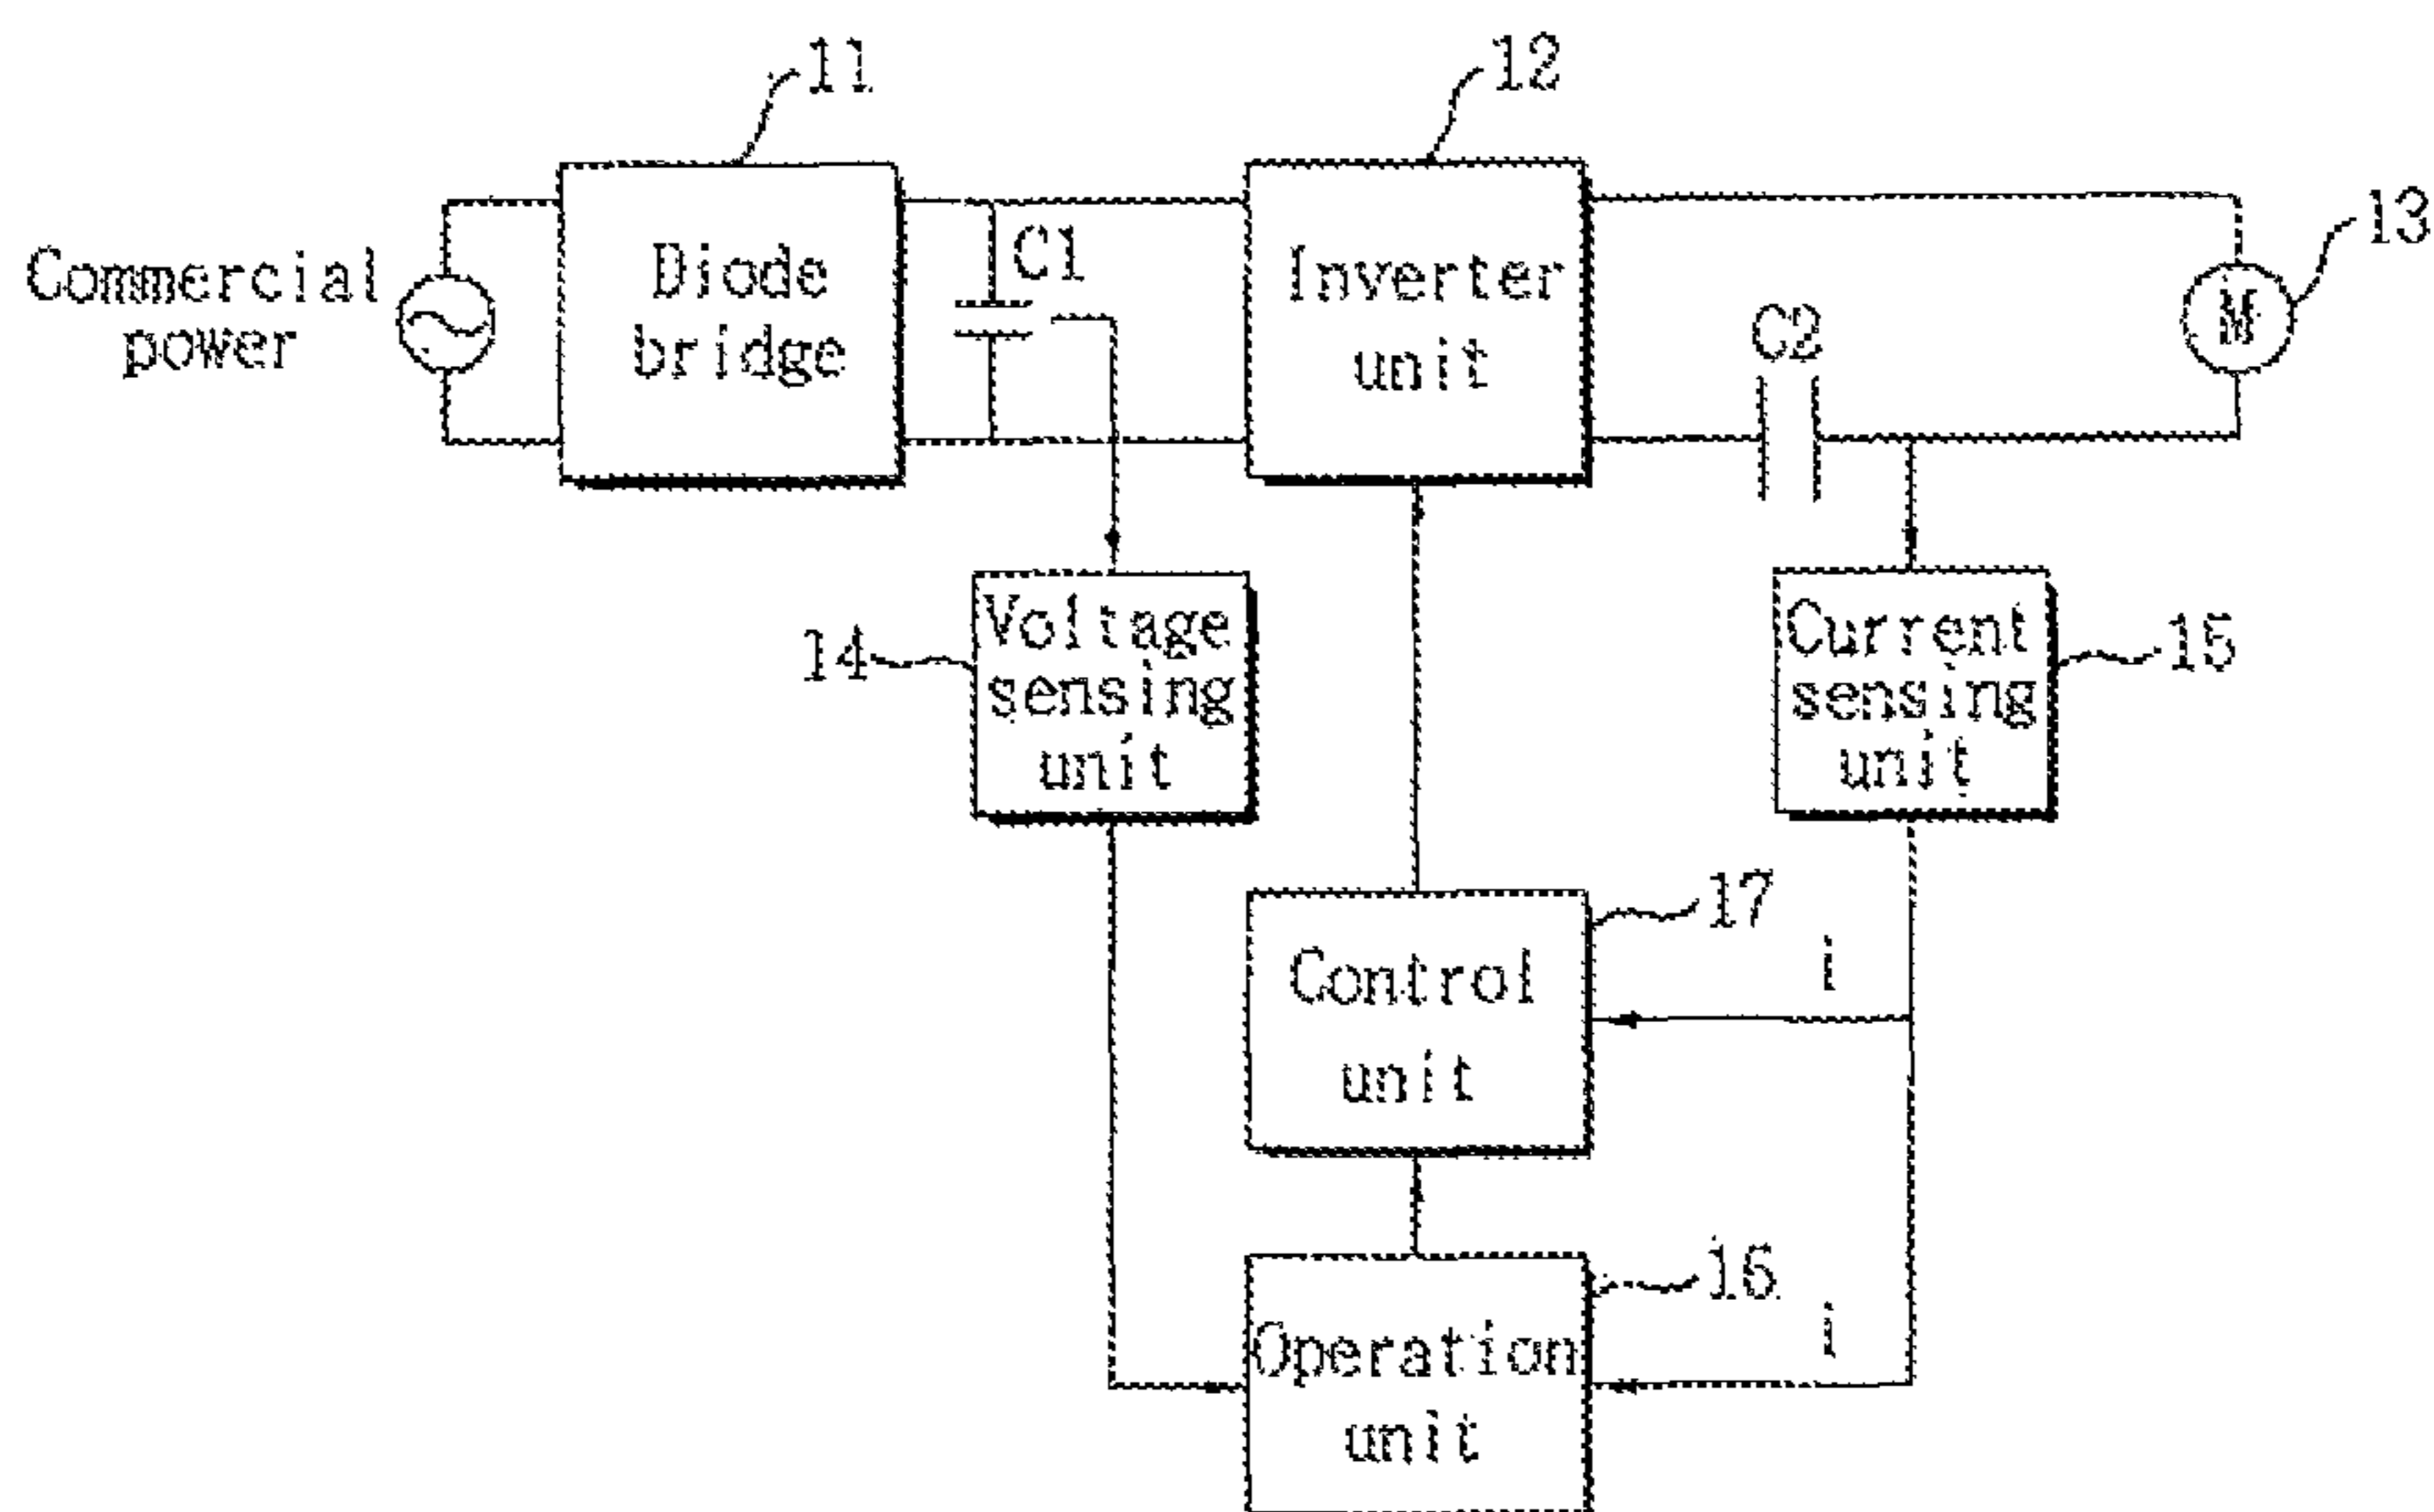 11
12
13
Commercial
power
Diode
bridge
C1
Inverter
unit
C2
M
14
Voltage
sensing
unit
Current
sensing
unit
15
17
Control
unit
i
16
Operation
unit
i